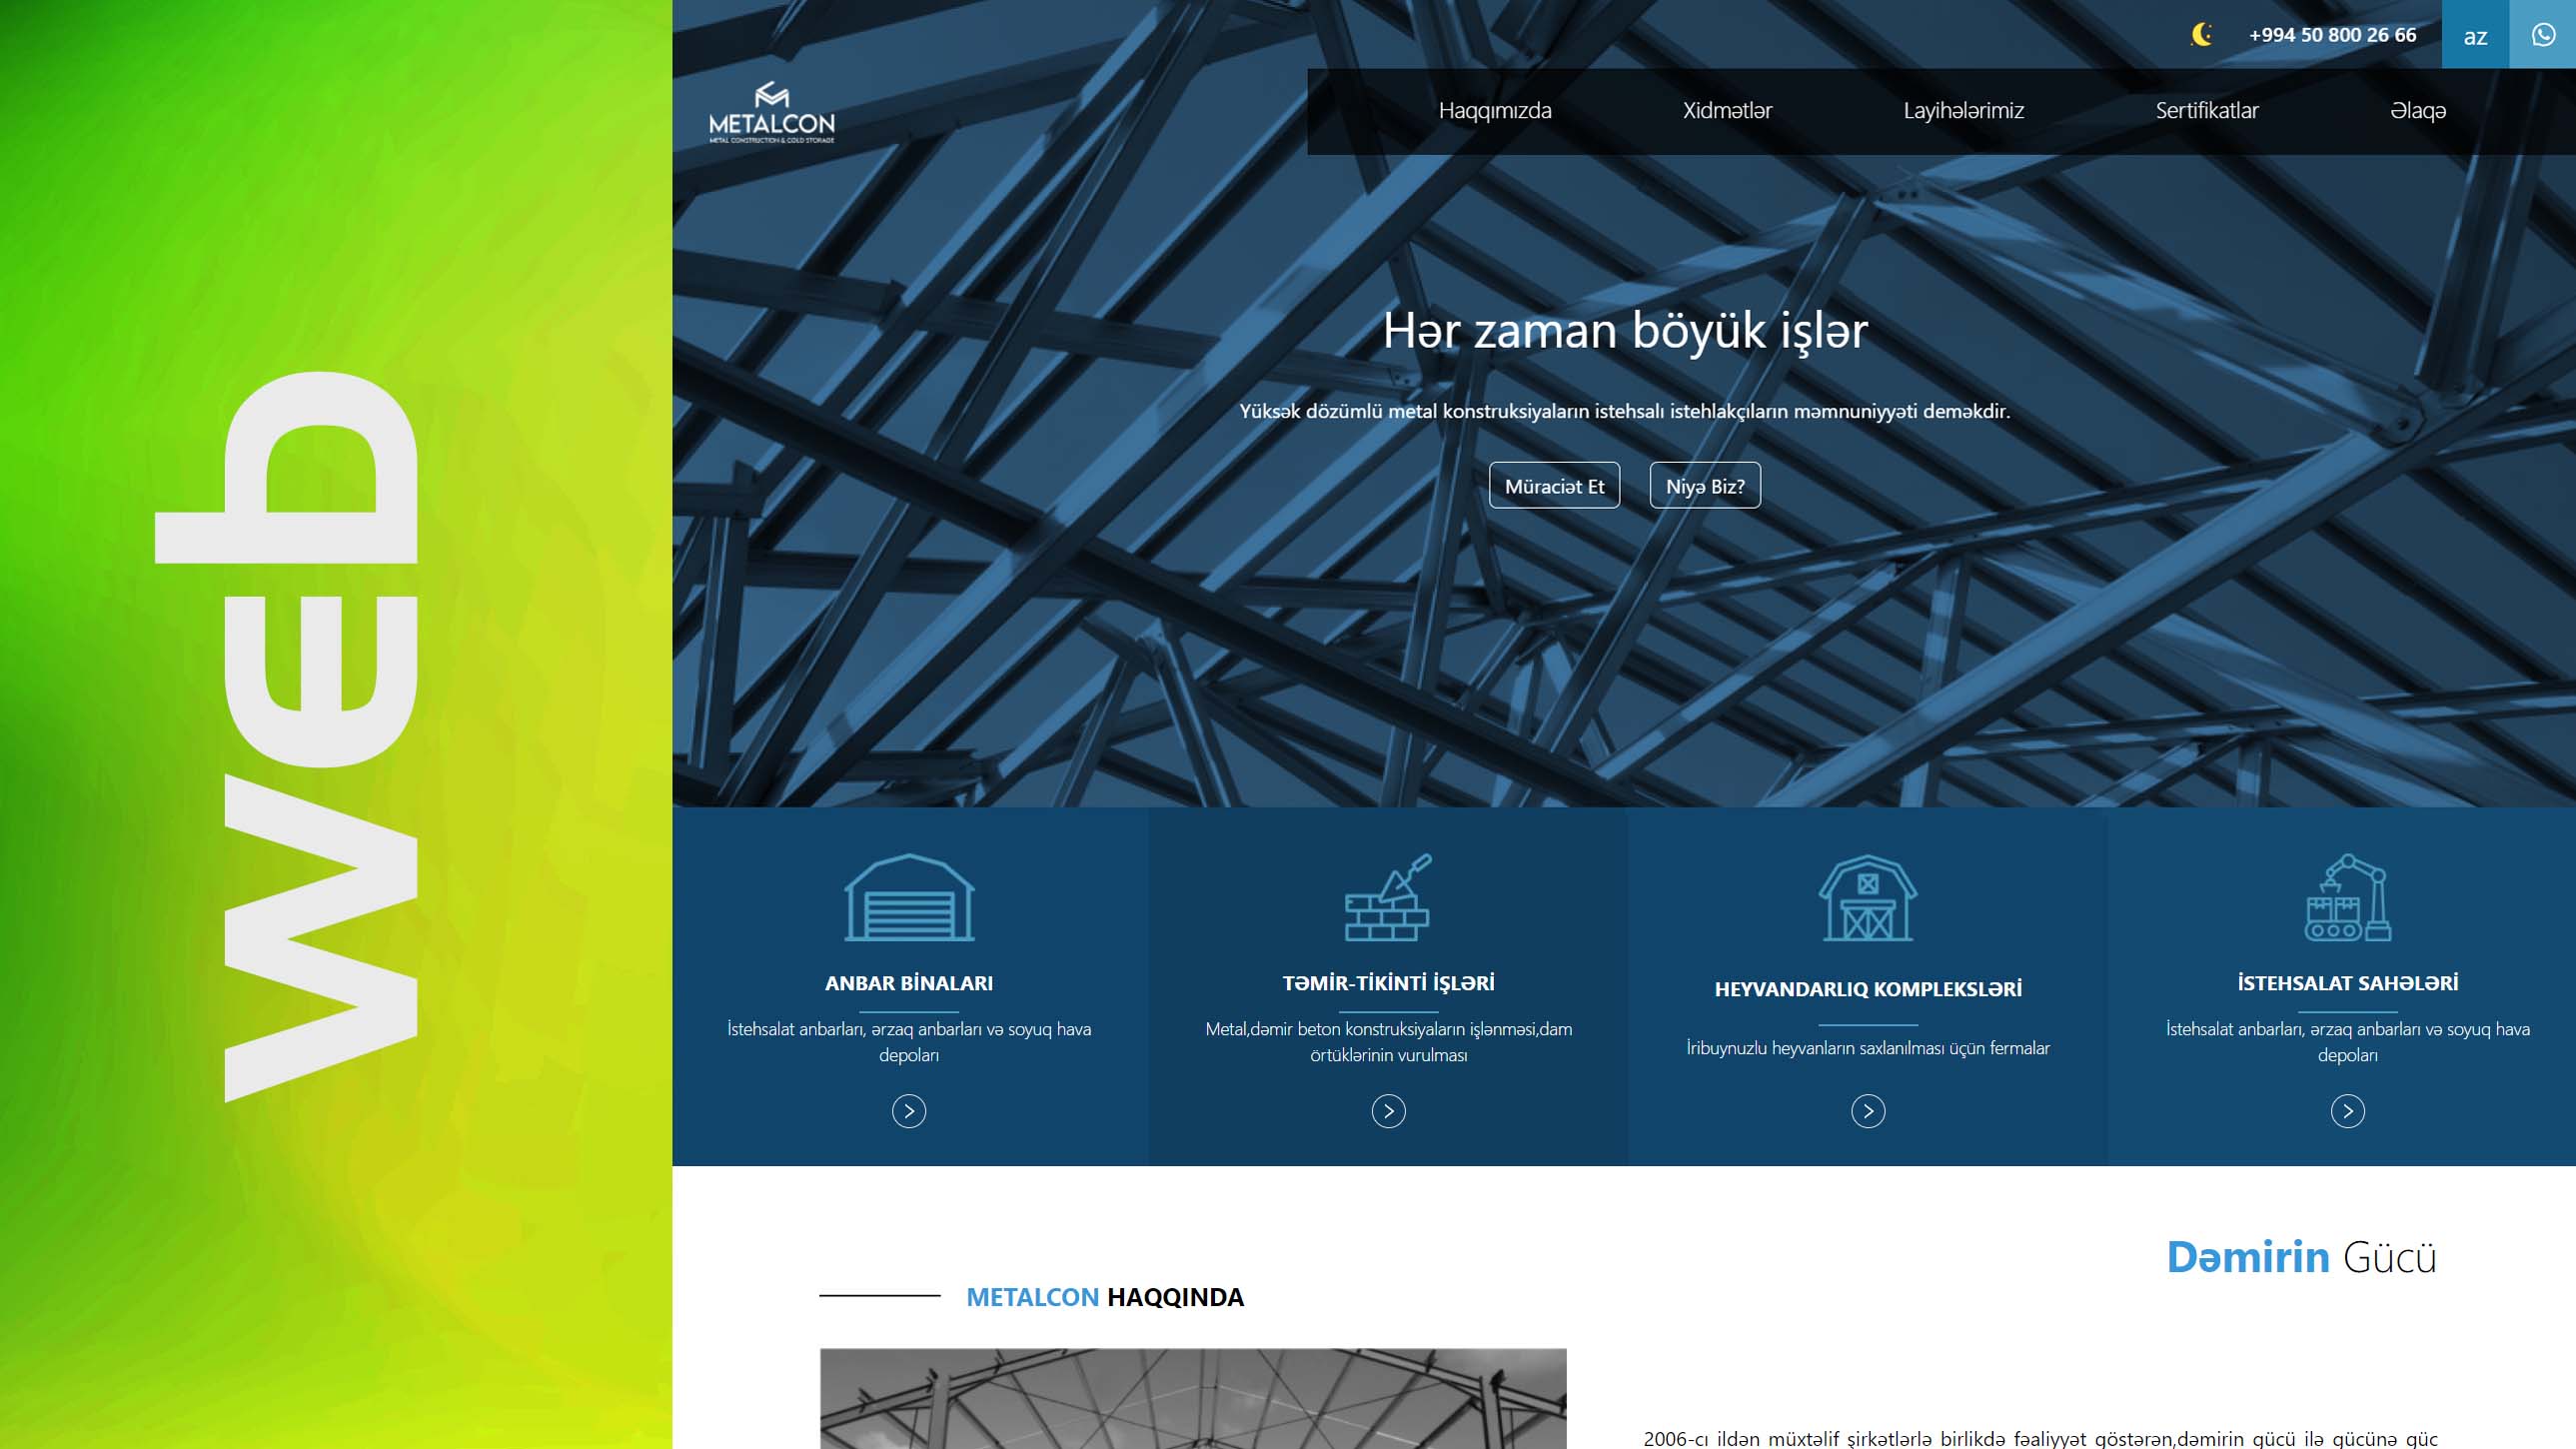 web
+994 50 800 26 66
az
METALCON
METAL CONSTRUCTION & COLD STORAGE
Haqqımızda
Xidmətlər
Layihələrimiz
Sertifikatlar
Əlaqə
Hər zaman böyük işlər
Yüksək dözümlü metal konstruksiyaların istehsalı istehlakçıların məmnuniyyəti deməkdir.
Müraciət Et
Niyə Biz?
ANBAR BİNALARI
İstehsalat anbarları, ərzaq anbarları və soyuq hava
depoları
TƏMİR-TİKİNTİ İŞLƏRİ
Metal,dəmir beton konstruksiyaların işlənməsi,dam
örtüklərinin vurulması
HEYVANDARLIQ KOMPLEKSLƏRİ
İribuynuzlu heyvanların saxlanılması üçün fermalar
İSTEHSALAT SAHƏLƏRİ
İstehsalat anbarları, ərzaq anbarları və soyuq hava
depoları
Dəmirin Gücü
METALCON HAQQINDA
2006-cı ildən müxtəlif şirkətlərlə birlikdə fəaliyyət göstərən,dəmirin gücü ilə gücünə güc